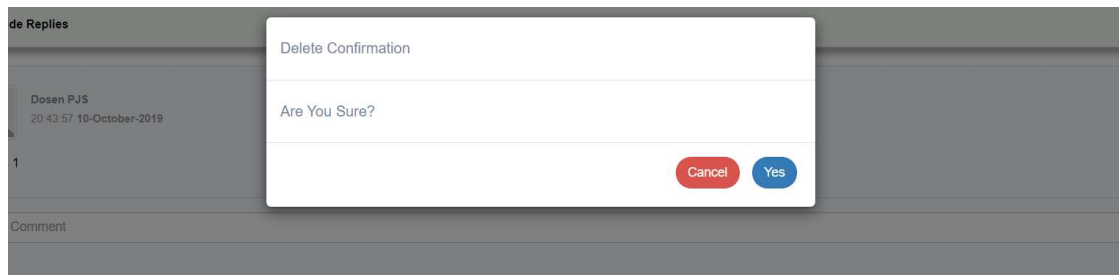 de Replies
Delete Confirmation
Dosen PJS
20:43:57 10-October-2019
Are You Sure?
1
Cancel Yes
Comment